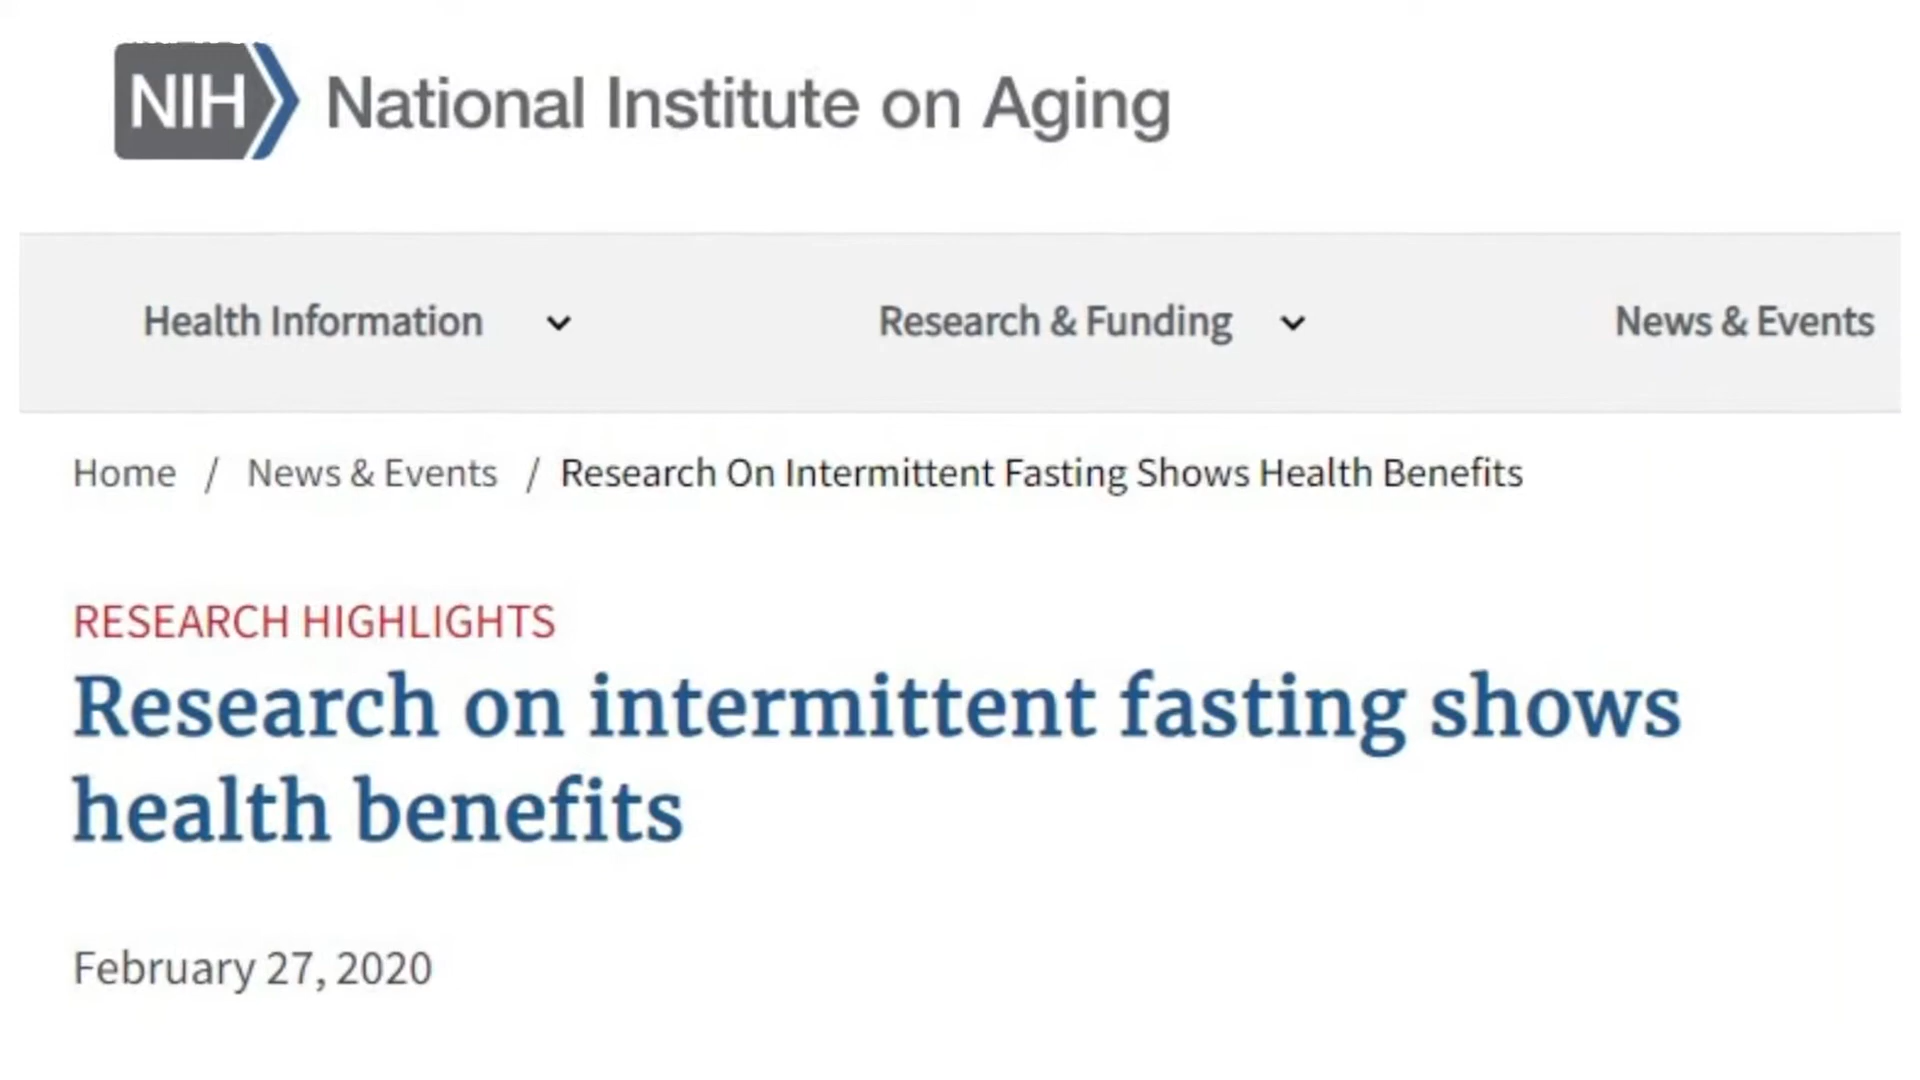 NIH National Institute on Aging
Health Information Research & Funding News & Events
Home / News & Events / Research On Intermittent Fasting Shows Health Benefits
RESEARCH HIGHLIGHTS
Research on intermittent fasting shows
health benefits
February 27, 2020